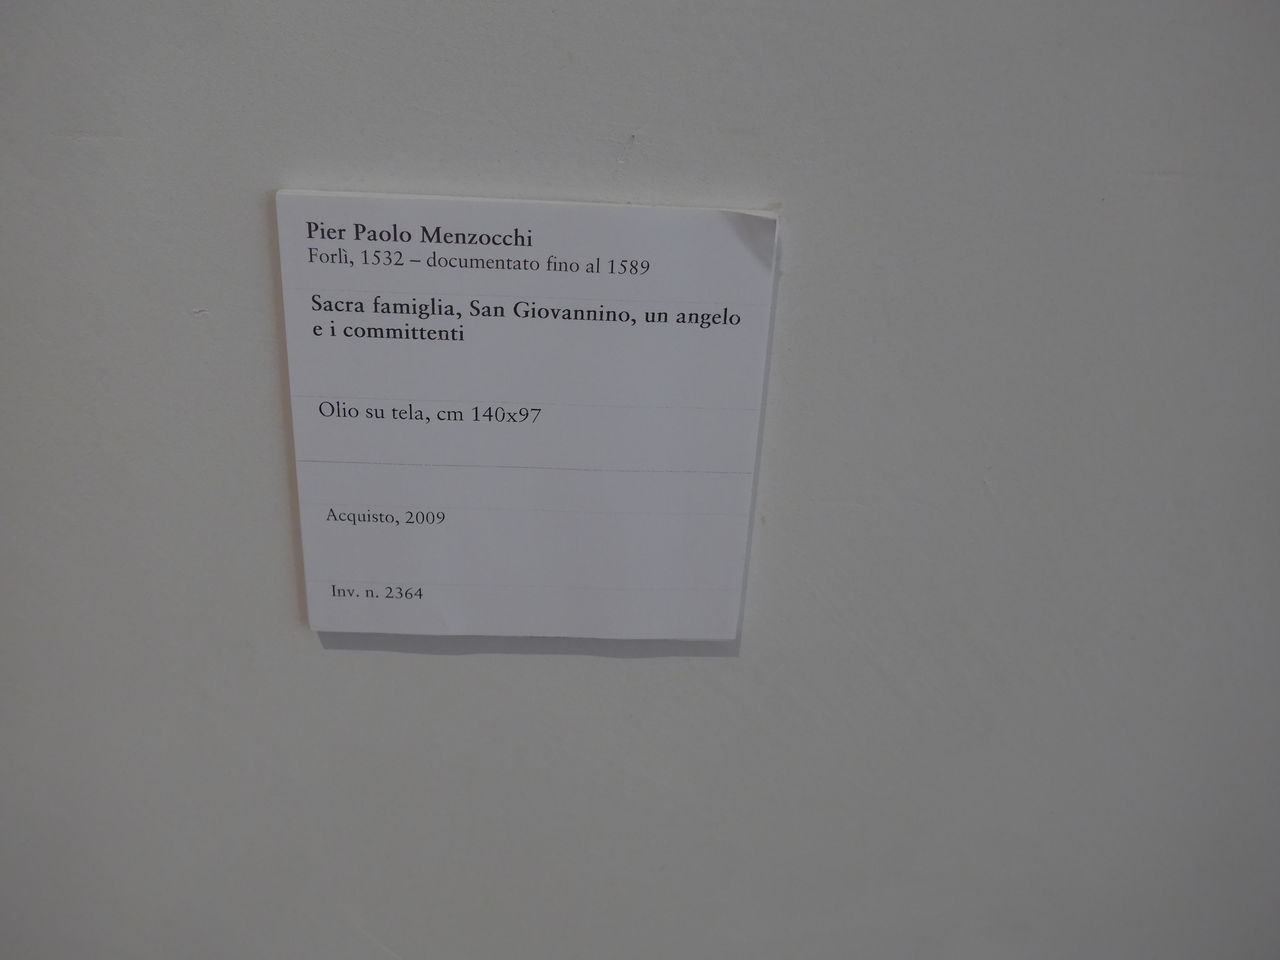 Pier Paolo Menzocchi
Forlì, 1532 – documentato fino al 1589
Sacra famiglia, San Giovannino, un angelo
e i committenti
Olio su tela, cm 140x97
Acquisto, 2009
Inv. n. 2364